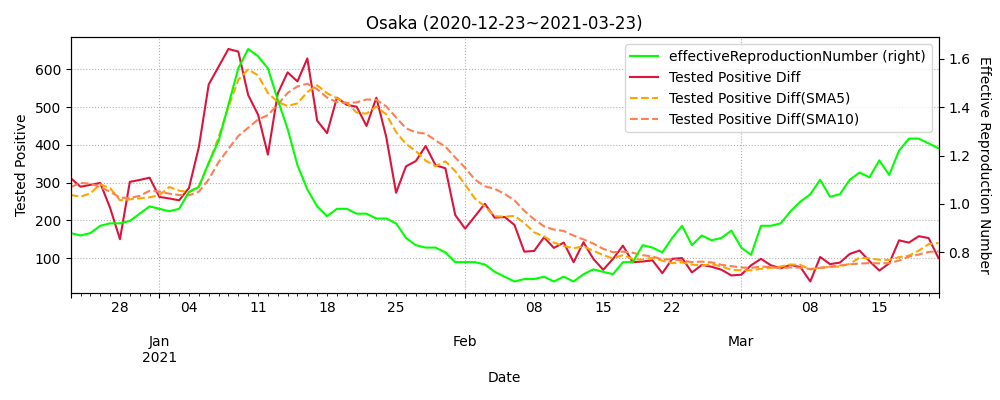 Osaka (2020-12-23~2021-03-23)
effectiveReproductionNumber (right)
Tested Positive Diff
Tested Positive Diff(SMA5)
Tested Positive Diff(SMA10)
Tested Positive
600
500
400
300
200
100
Effective Reproduction Number
1.6
1.4
1.2
1.0
0.8
28 04 11 18 25 08 15 22 08 15
Jan Feb Mar
2021
Date